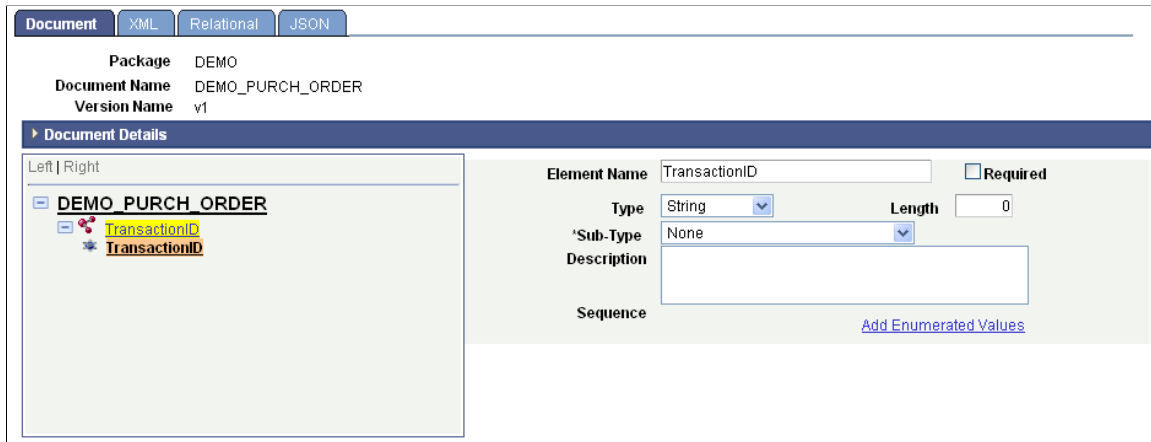 Document XML Relational JSON
Package DEMO
Document Name DEMO_PURCH_ORDER
Version Name v1
Document Details
Left | Right
DEMO_PURCH_ORDER
TransactionID
TransactionID
Element Name TransactionID Required
Type String Length 0
*Sub-Type None
Description
Sequence
Add Enumerated Values